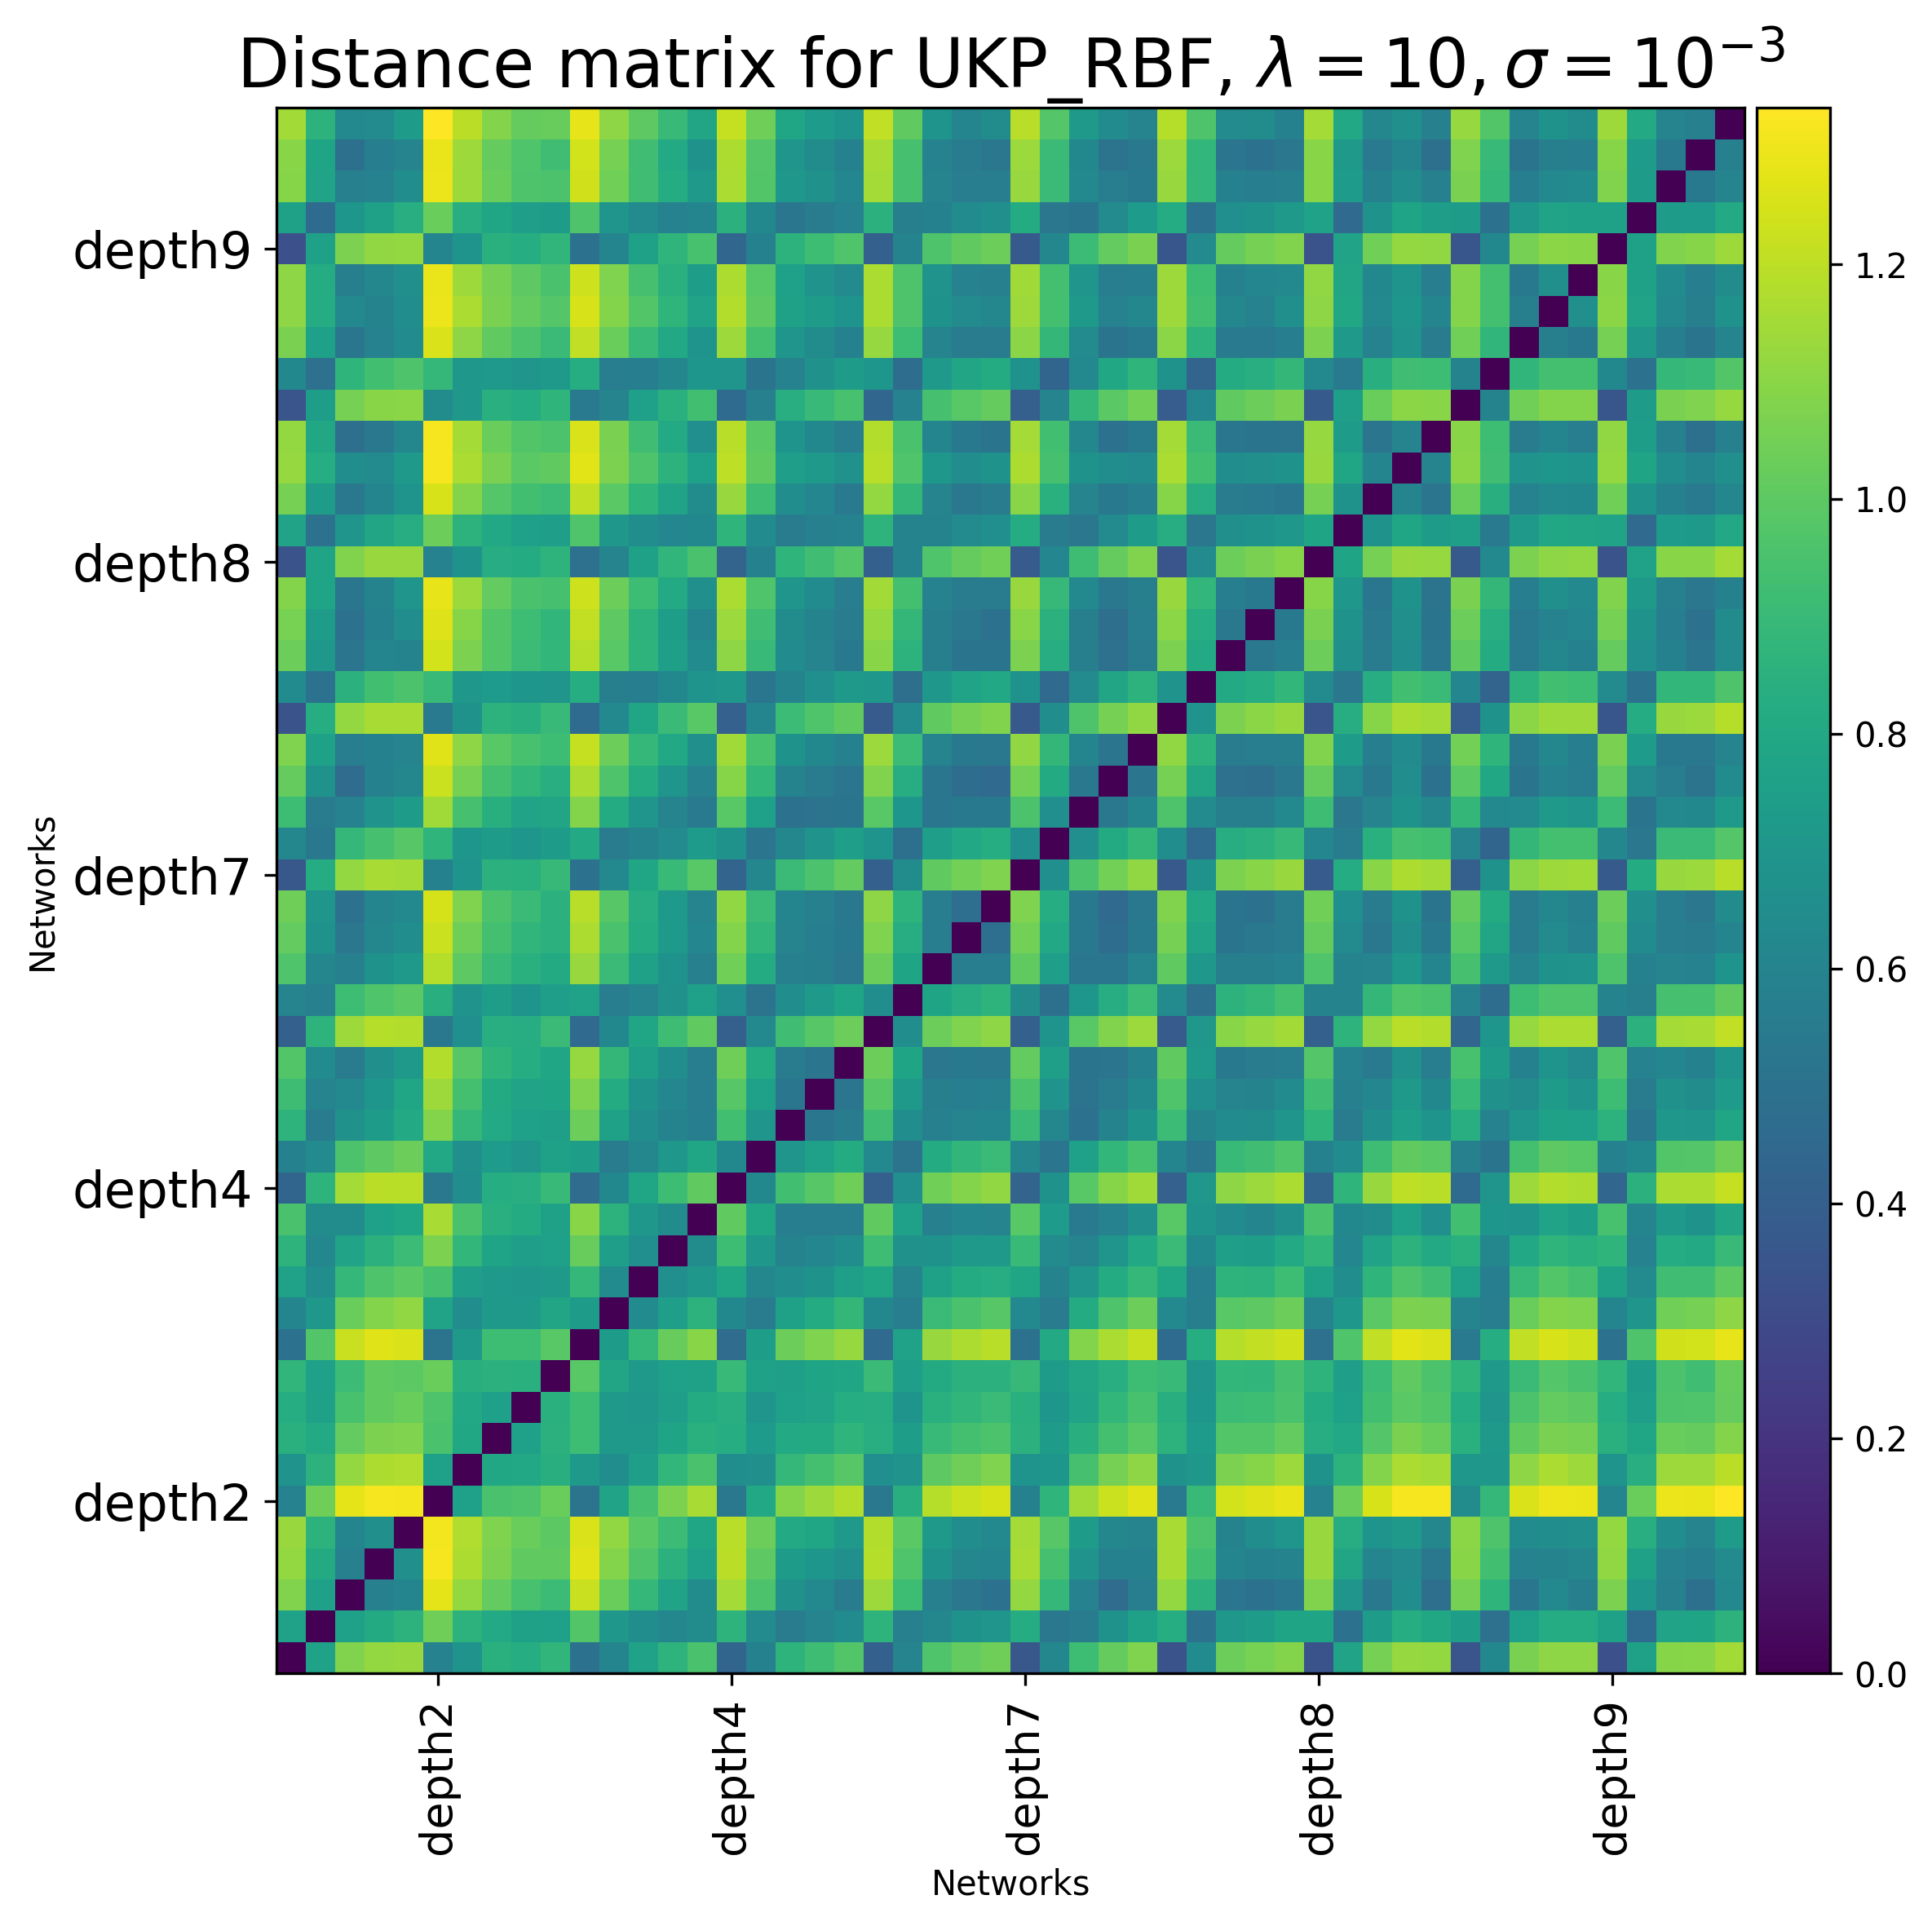 Distance matrix for UKP_RBF, λ = 10, σ = 10⁻³
Networks
depth9
depth8
depth7
depth4
depth2
depth2
depth4
depth7
depth8
depth9
Networks
1.2
1.0
0.8
0.6
0.4
0.2
0.0